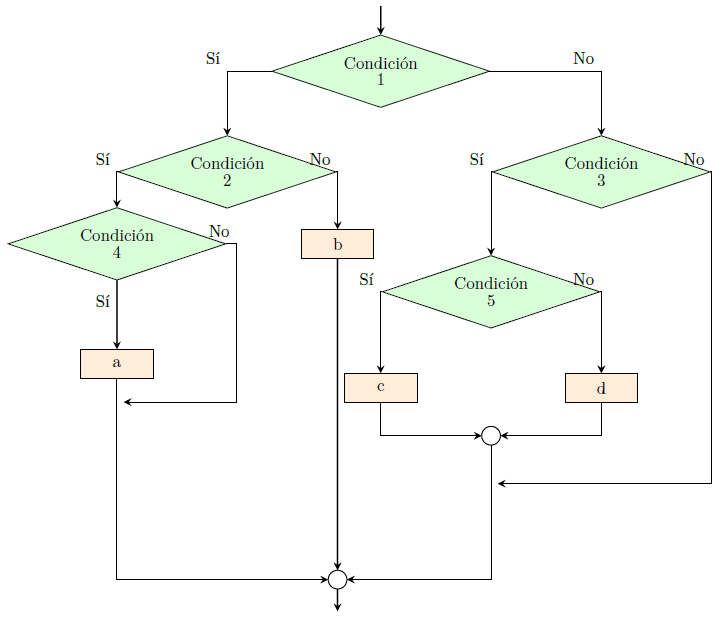 Condición
1
Sí
No
Condición
2
Sí
No
Condición
3
Sí
No
Condición
4
Sí
No
b
Condición
5
Sí
No
a
c
d